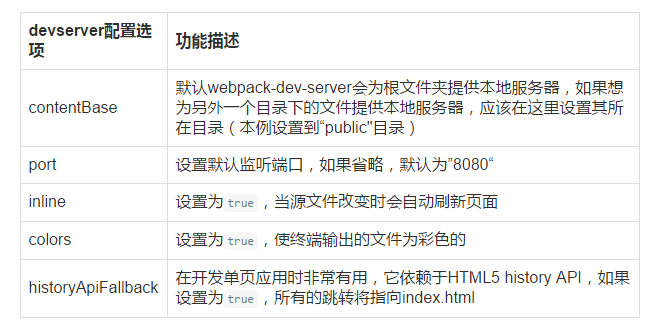 devserver配置选
项
功能描述
contentBase
默认webpack-dev-server会为根文件夹提供本地服务器，如果想
为另外一个目录下的文件提供本地服务器，应该在这里设置其所
在目录（本例设置到“public"目录）
port
设置默认监听端口，如果省略，默认为”8080“
inline
设置为 true ，当源文件改变时会自动刷新页面
colors
设置为 true ，使终端输出的文件为彩色的
historyApiFallback
在开发单页应用时非常有用，它依赖于HTML5 history API，如果
设置为 true ，所有的跳转将指向index.html